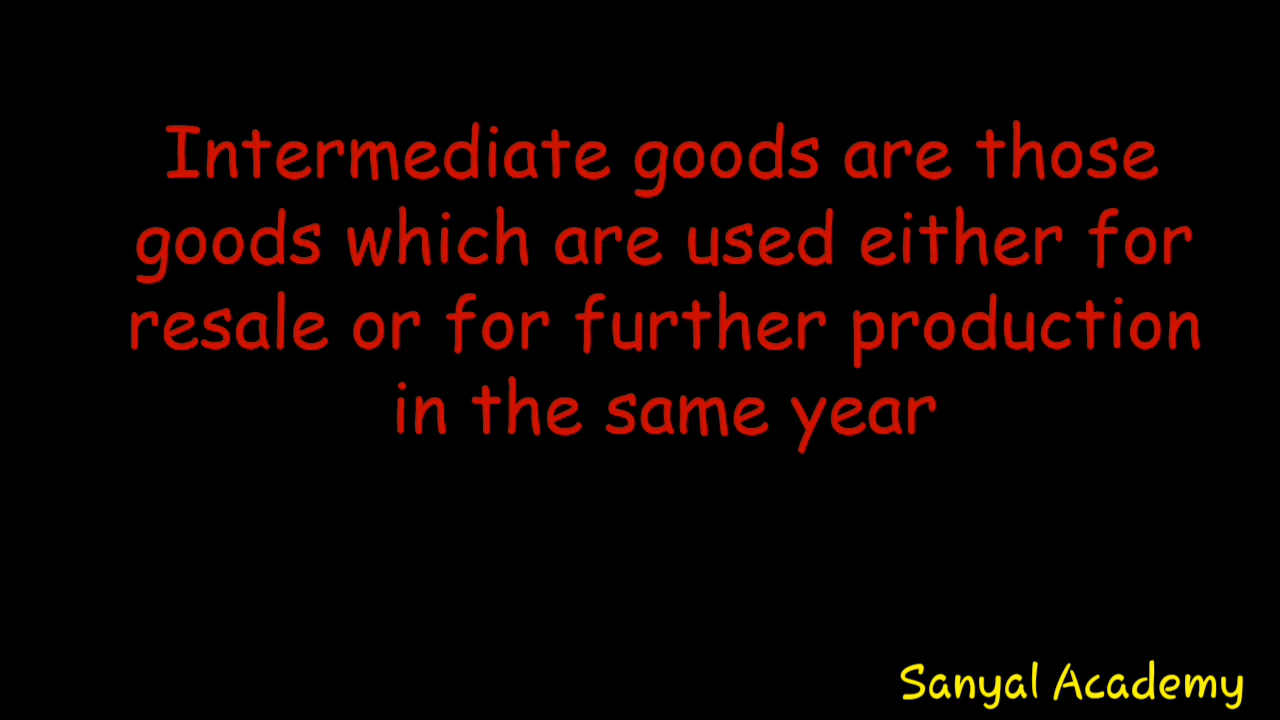 Intermediate goods are those
goods which are used either for
resale or for further production
in the same year
Sanyal Academy